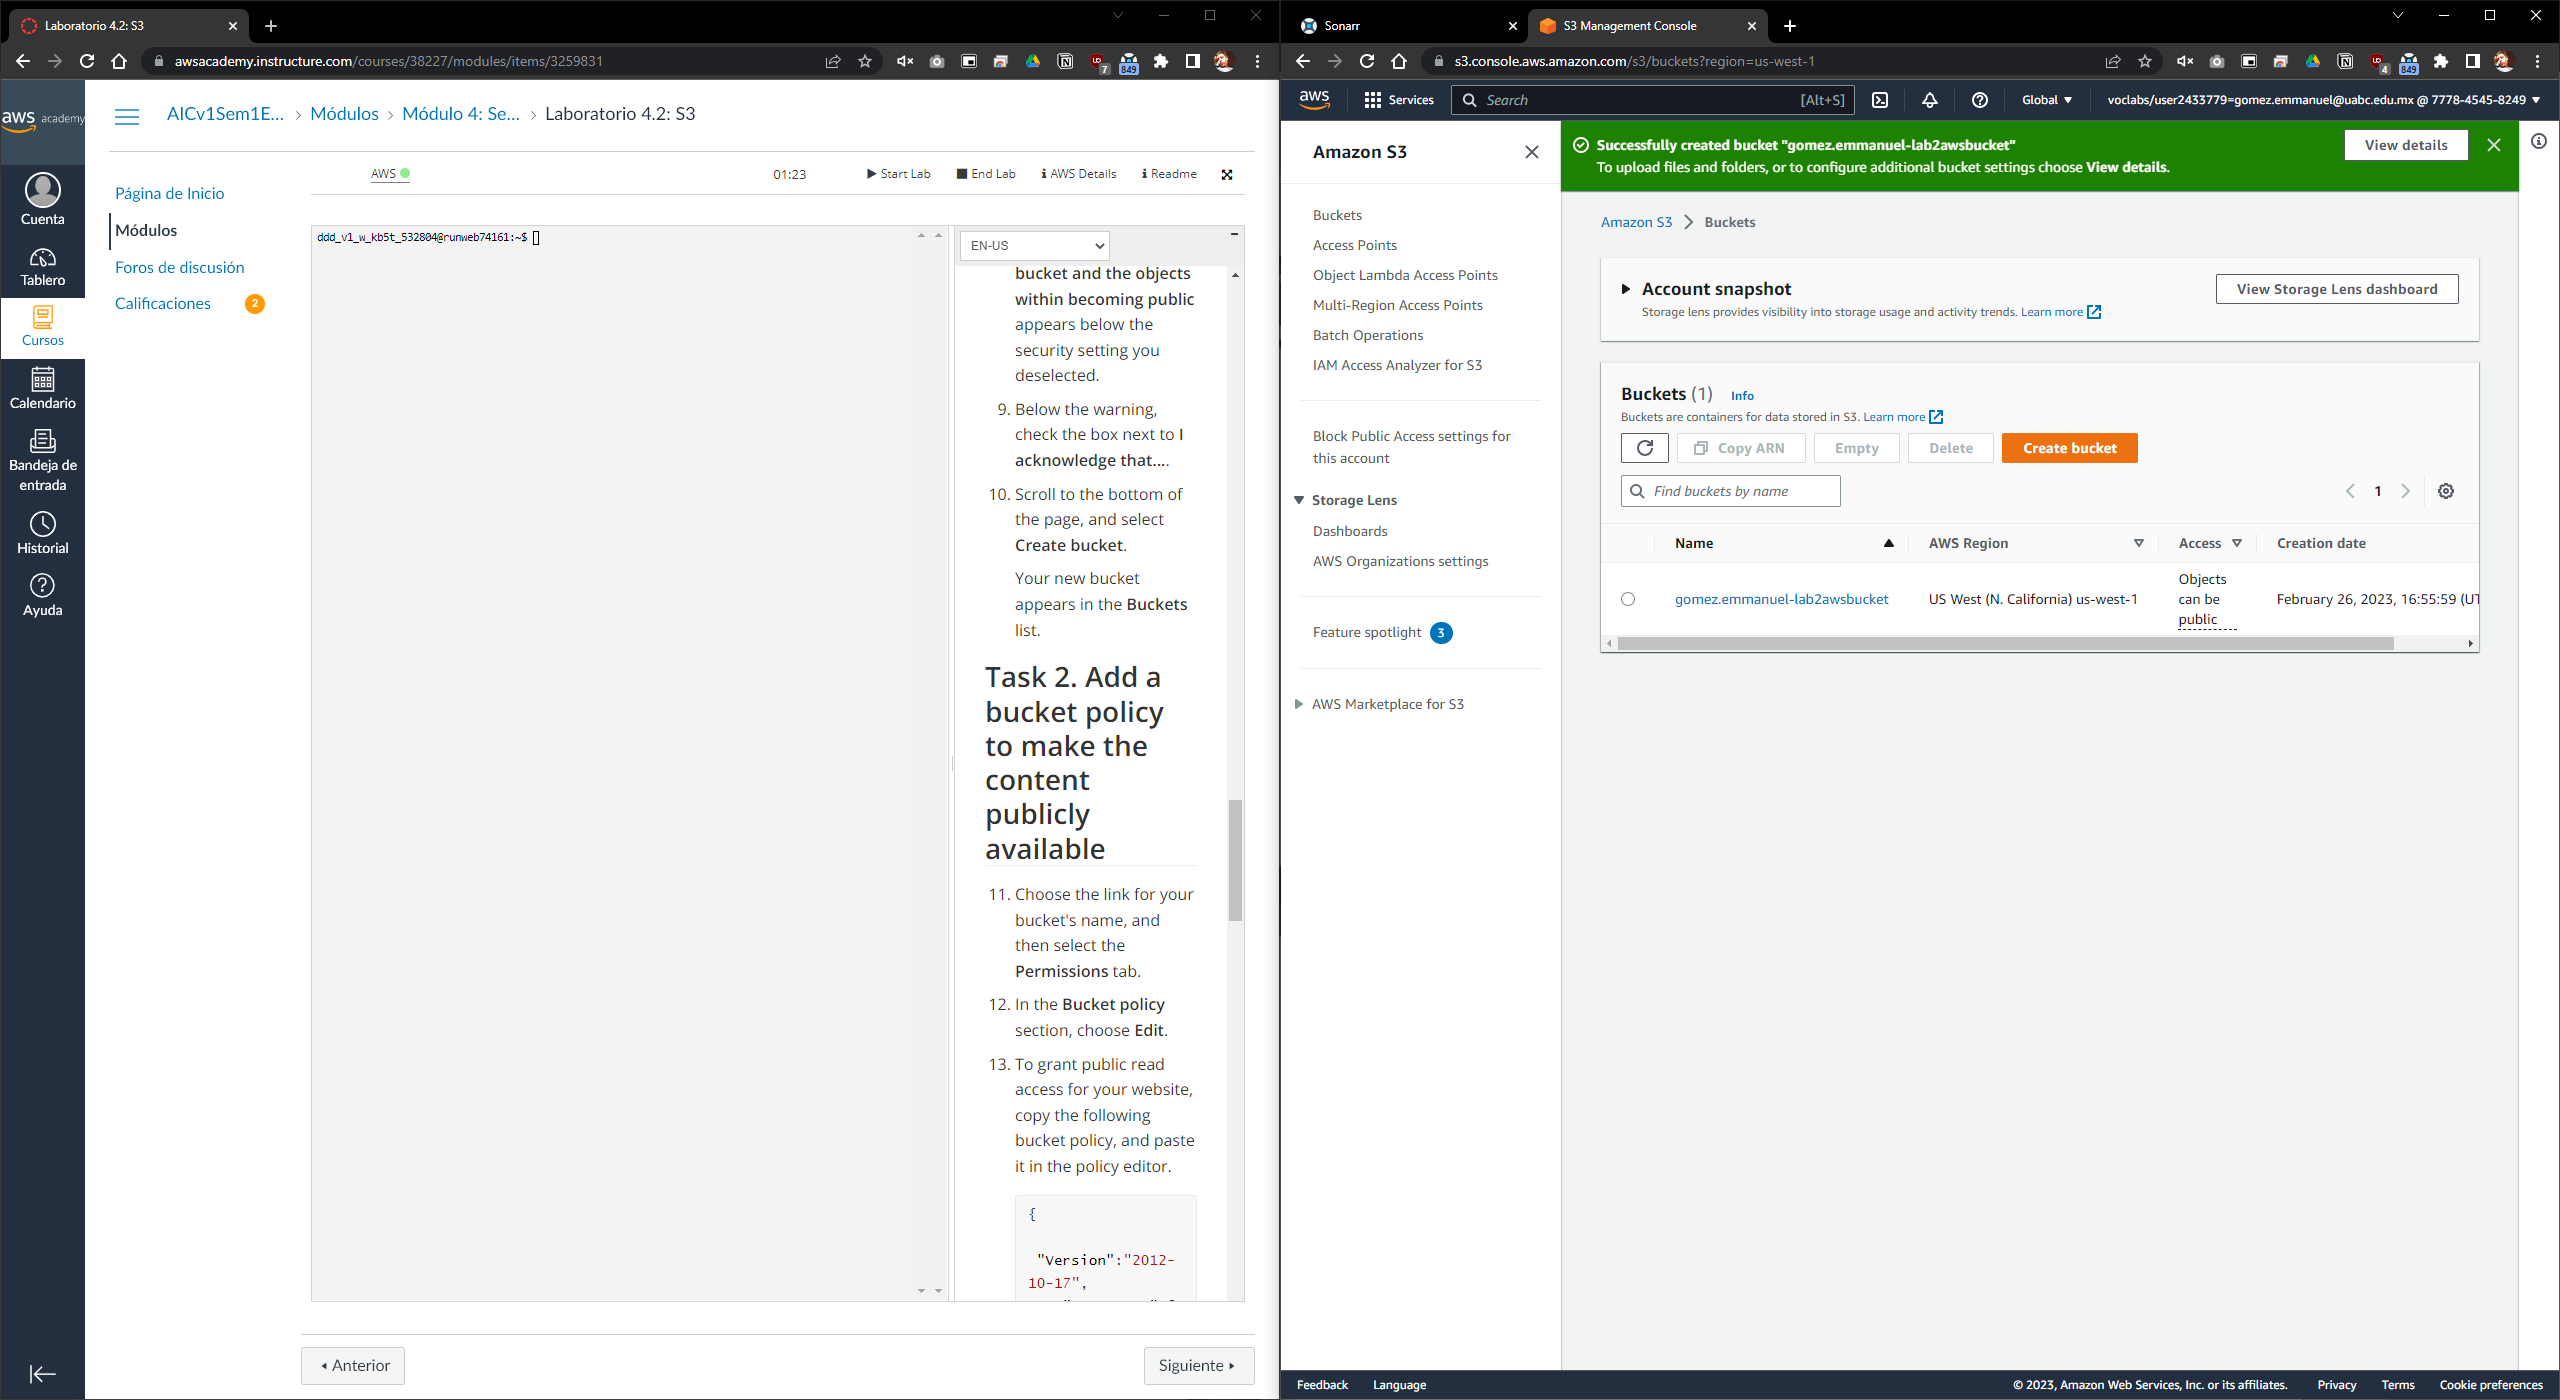 Laboratorio 4.2: S3
awsacademy.instructure.com/courses/38227/modules/items/3259831
7
849
aws academy
Cuenta
Tablero
Cursos
Calendario
Bandeja de
entrada
Historial
Ayuda
AICv1Sem1E... > Módulos > Módulo 4: Se... > Laboratorio 4.2: S3
Página de Inicio
Módulos
Foros de discusión
Calificaciones 2
AWS
01:23
Start Lab
End Lab
AWS Details
Readme
ddd_v1_w_kb5t_532804@runweb74161:~$
EN-US
bucket and the objects
within becoming public
appears below the
security setting you
deselected.
9. Below the warning,
check the box next to I
acknowledge that....
10. Scroll to the bottom of
the page, and select
Create bucket.
Your new bucket
appears in the Buckets
list.
Task 2. Add a
bucket policy
to make the
content
publicly
available
11. Choose the link for your
bucket's name, and
then select the
Permissions tab.
12. In the Bucket policy
section, choose Edit.
13. To grant public read
access for your website,
copy the following
bucket policy, and paste
it in the policy editor.
{
"Version":"2012-
10-17",
Anterior
Siguiente
Sonarr
S3 Management Console
s3.console.aws.amazon.com/s3/buckets?region=us-west-1
4
849
aws
Services
Search [Alt+S]
Global
voclabs/user2433779=gomez.emmanuel@uabc.edu.mx @ 7778-4545-8249
Amazon S3
Buckets
Access Points
Object Lambda Access Points
Multi-Region Access Points
Batch Operations
IAM Access Analyzer for S3
Block Public Access settings for
this account
Storage Lens
Dashboards
AWS Organizations settings
Feature spotlight 3
AWS Marketplace for S3
Successfully created bucket "gomez.emmanuel-lab2awsbucket"
To upload files and folders, or to configure additional bucket settings choose View details.
View details
Amazon S3 > Buckets
Account snapshot
Storage lens provides visibility into storage usage and activity trends. Learn more
View Storage Lens dashboard
Buckets (1) Info
Buckets are containers for data stored in S3. Learn more
Copy ARN
Empty
Delete
Create bucket
Find buckets by name
1
Name
AWS Region
Access
Creation date
gomez.emmanuel-lab2awsbucket
US West (N. California) us-west-1
Objects
can be
public
February 26, 2023, 16:55:59 (UT
Feedback
Language
© 2023, Amazon Web Services, Inc. or its affiliates.
Privacy
Terms
Cookie preferences